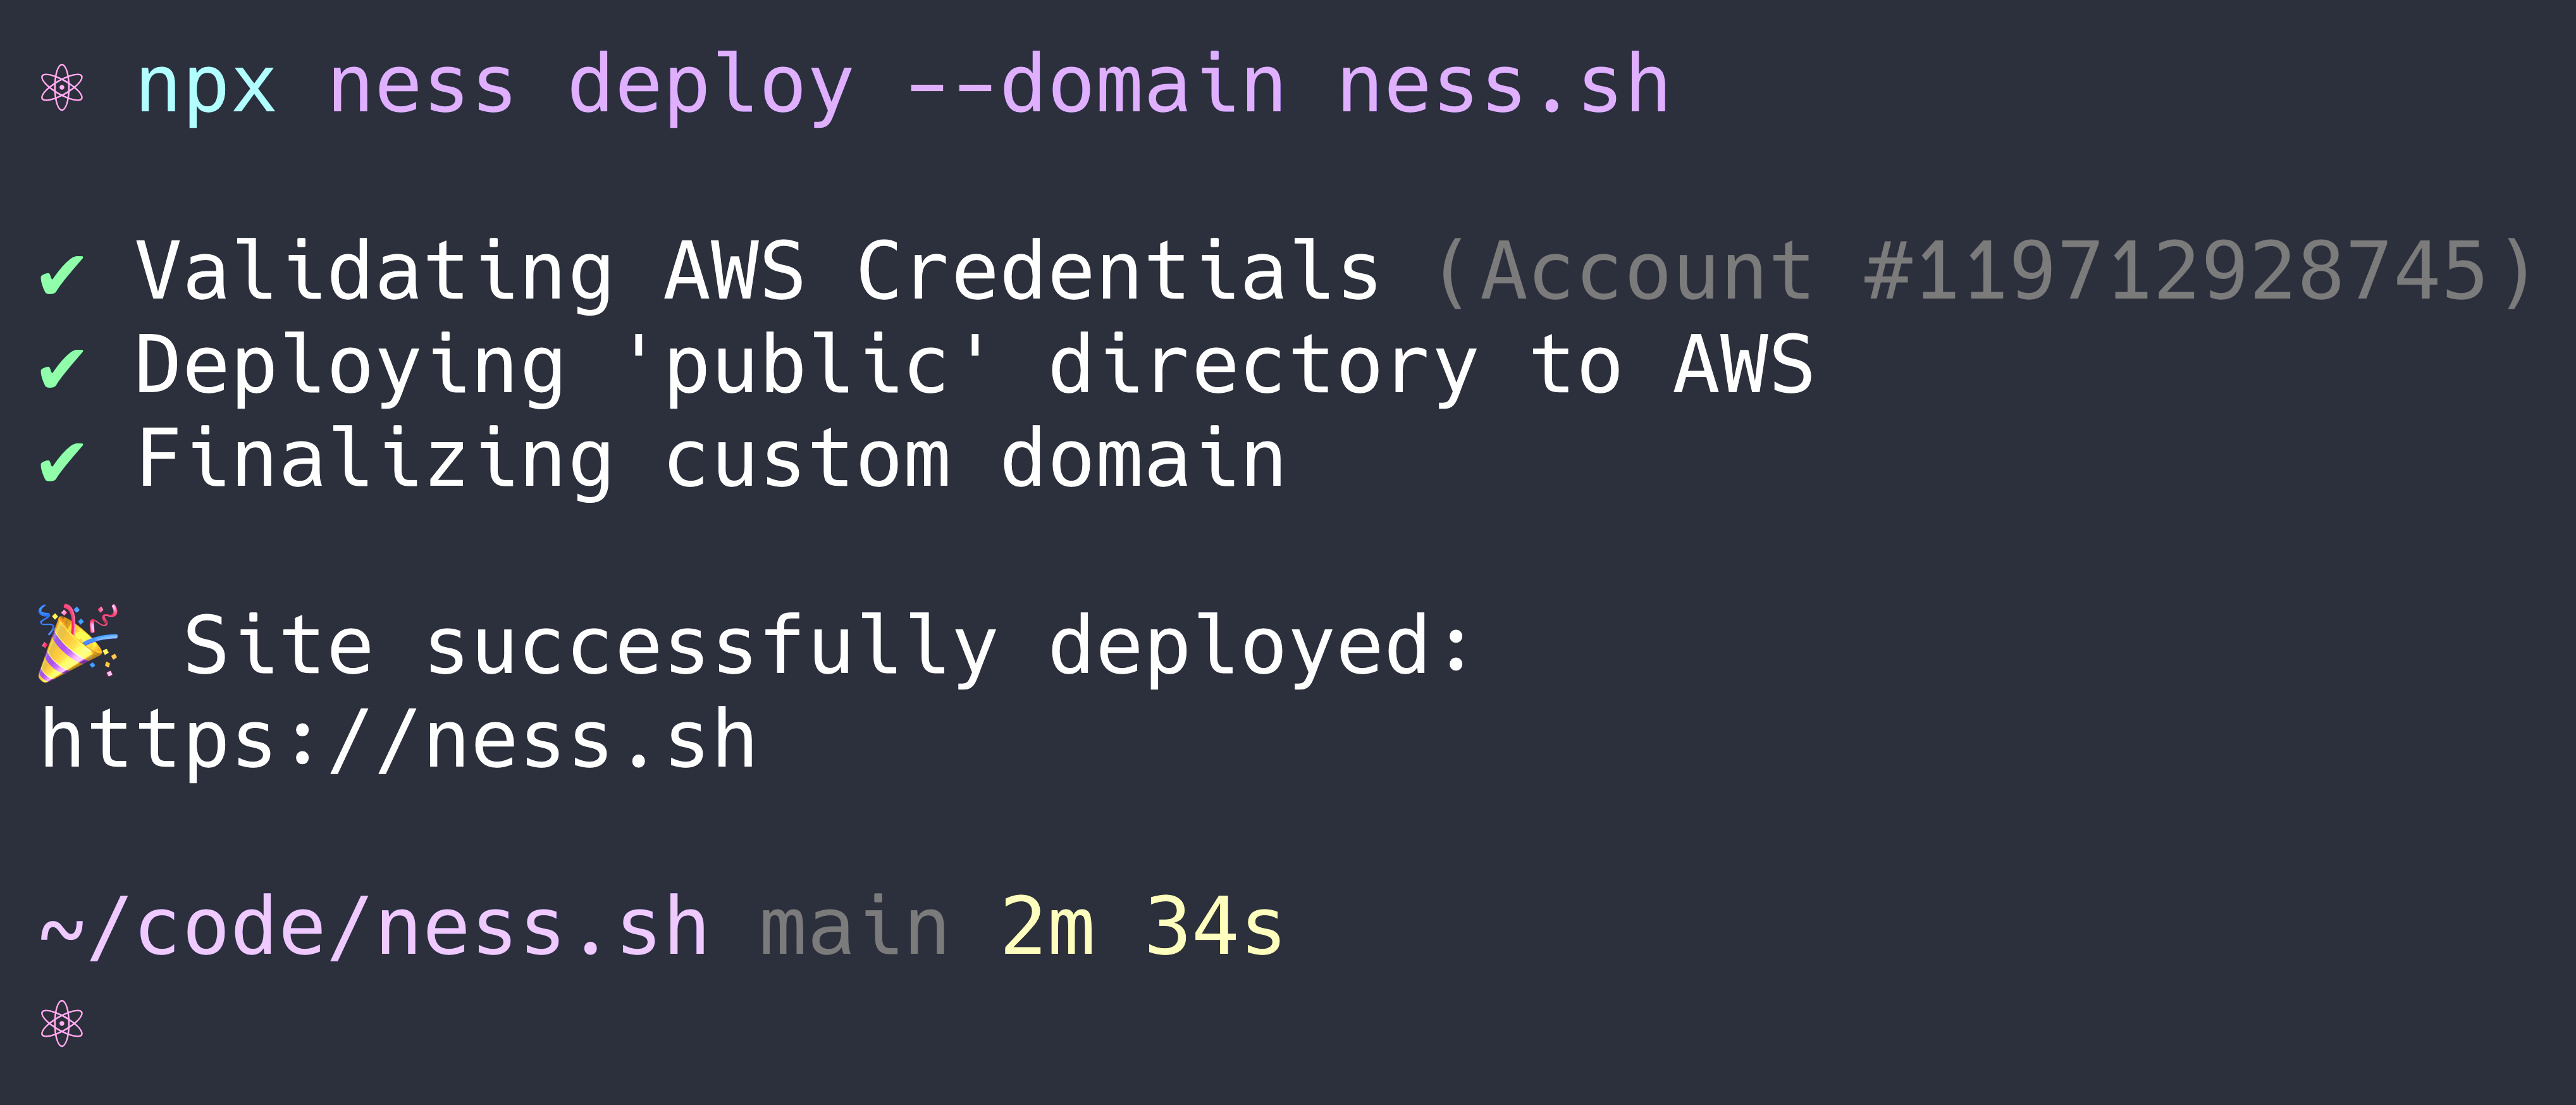 ⚛ npx ness deploy --domain ness.sh
✔ Validating AWS Credentials (Account #119712928745)
✔ Deploying 'public' directory to AWS
✔ Finalizing custom domain
🎉 Site successfully deployed:
https://ness.sh
~/code/ness.sh main 2m 34s
⚛